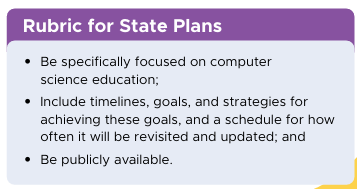 Rubric for State Plans
• Be specifically focused on computer
science education;
• Include timelines, goals, and strategies for
achieving these goals, and a schedule for how
often it will be revisited and updated; and
• Be publicly available.